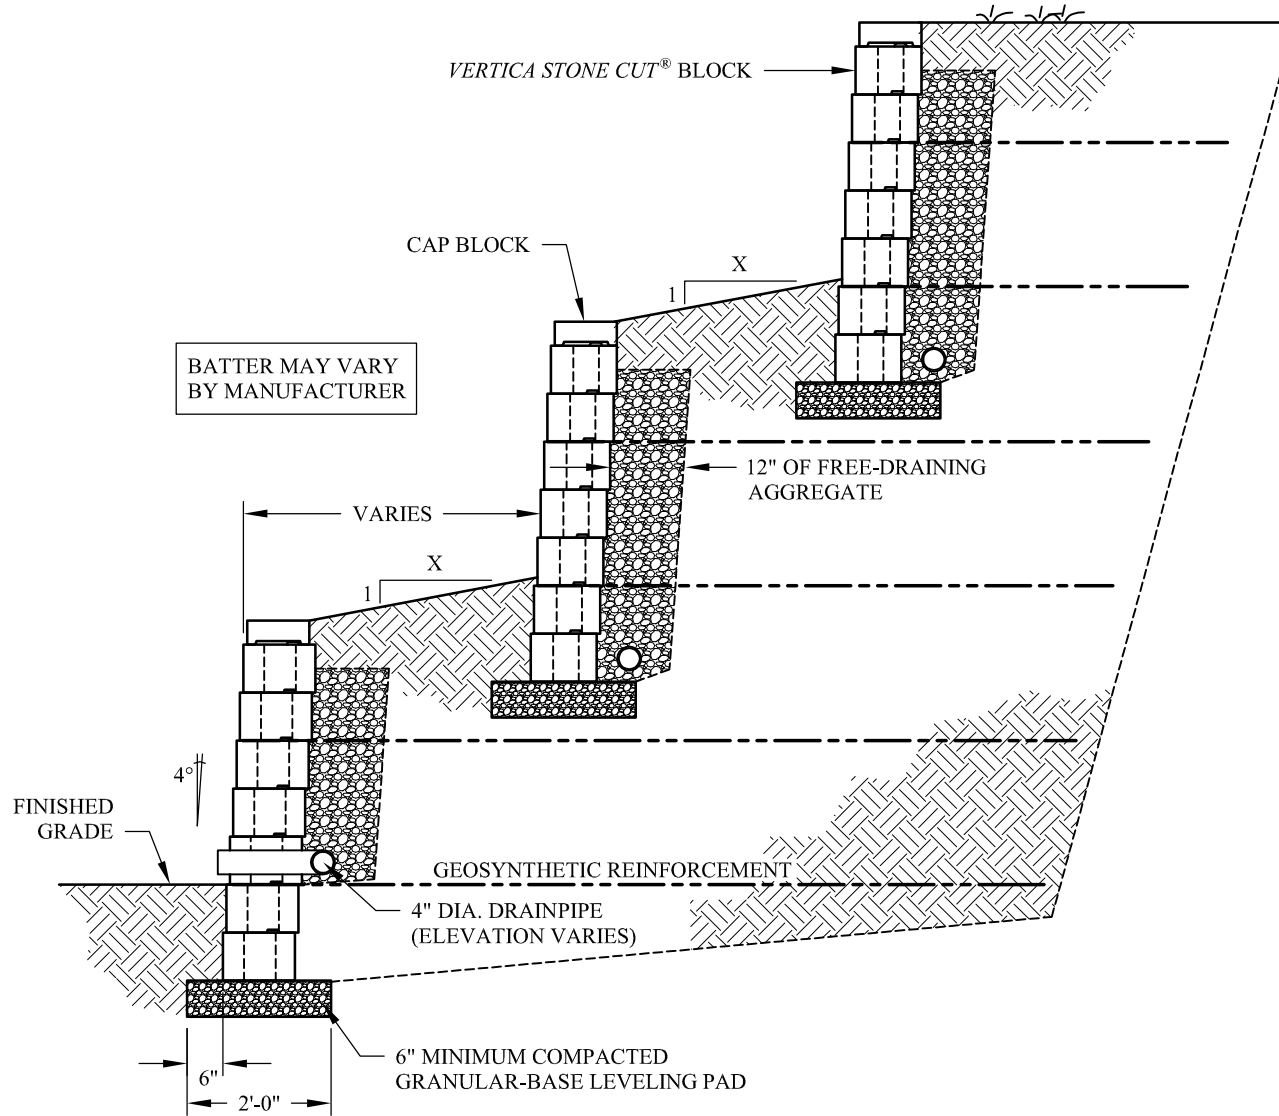 VERTICA STONE CUT® BLOCK
CAP BLOCK
X
1
BATTER MAY VARY
BY MANUFACTURER
12" OF FREE-DRAINING
AGGREGATE
VARIES
X
1
4°
FINISHED
GRADE
GEOSYNTHETIC REINFORCEMENT
4" DIA. DRAINPIPE
(ELEVATION VARIES)
6" MINIMUM COMPACTED
GRANULAR-BASE LEVELING PAD
6"
2'-0"